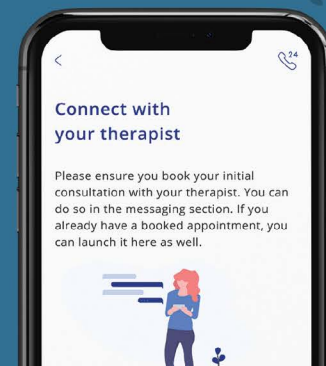 24
Connect with
your therapist
Please ensure you book your initial
consultation with your therapist. You can
do so in the messaging section. If you
already have a booked appointment, you
can launch it here as well.